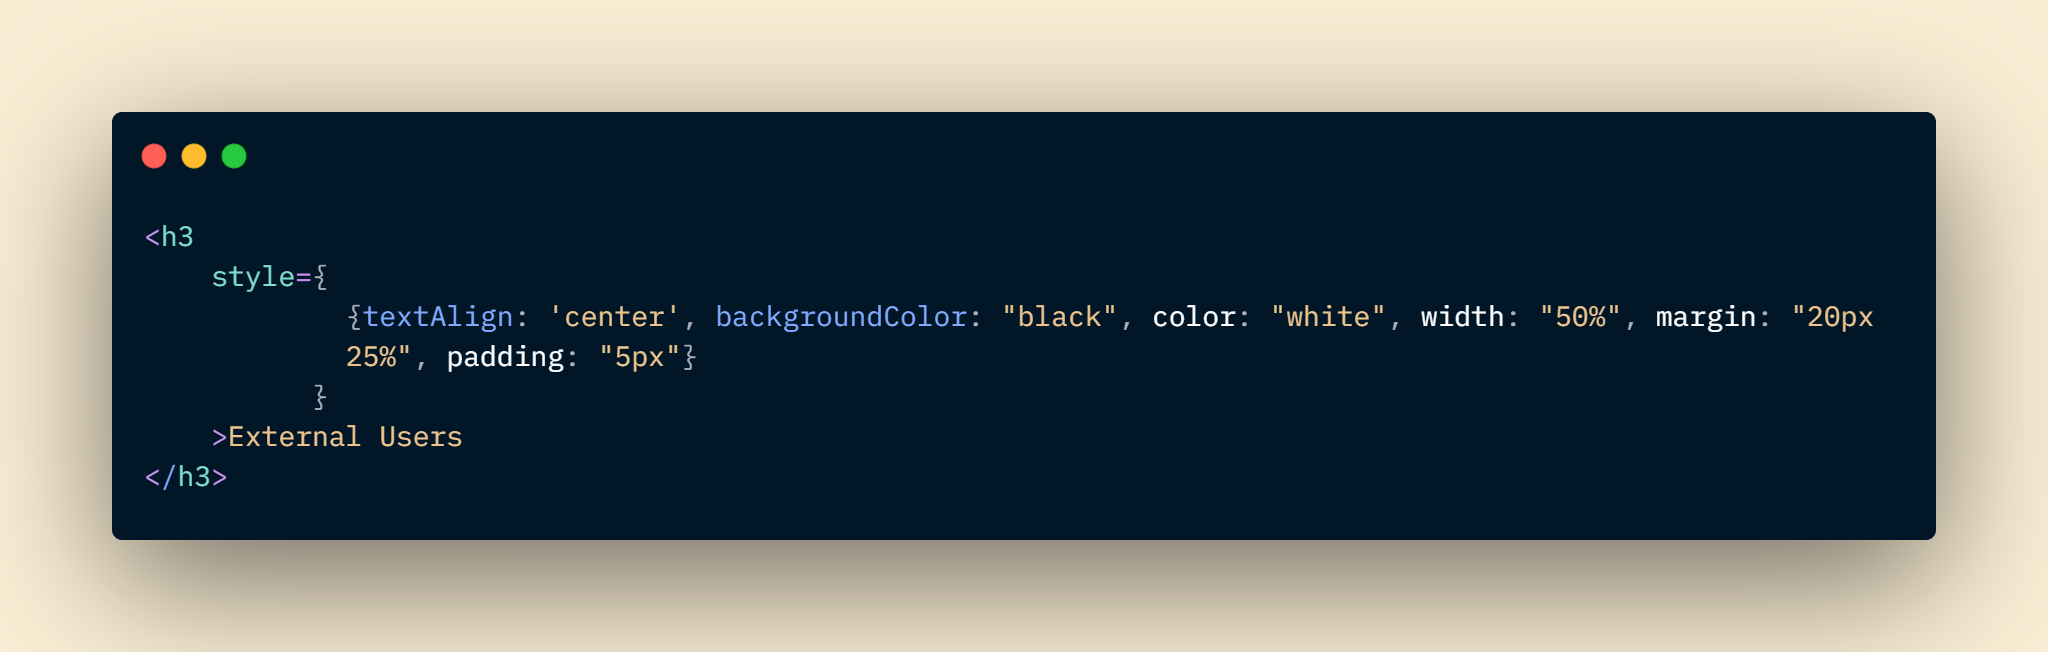 <h3
    style={
            {textAlign: 'center', backgroundColor: "black", color: "white", width: "50%", margin: "20px
            25%", padding: "5px"}
          }
    >External Users
</h3>